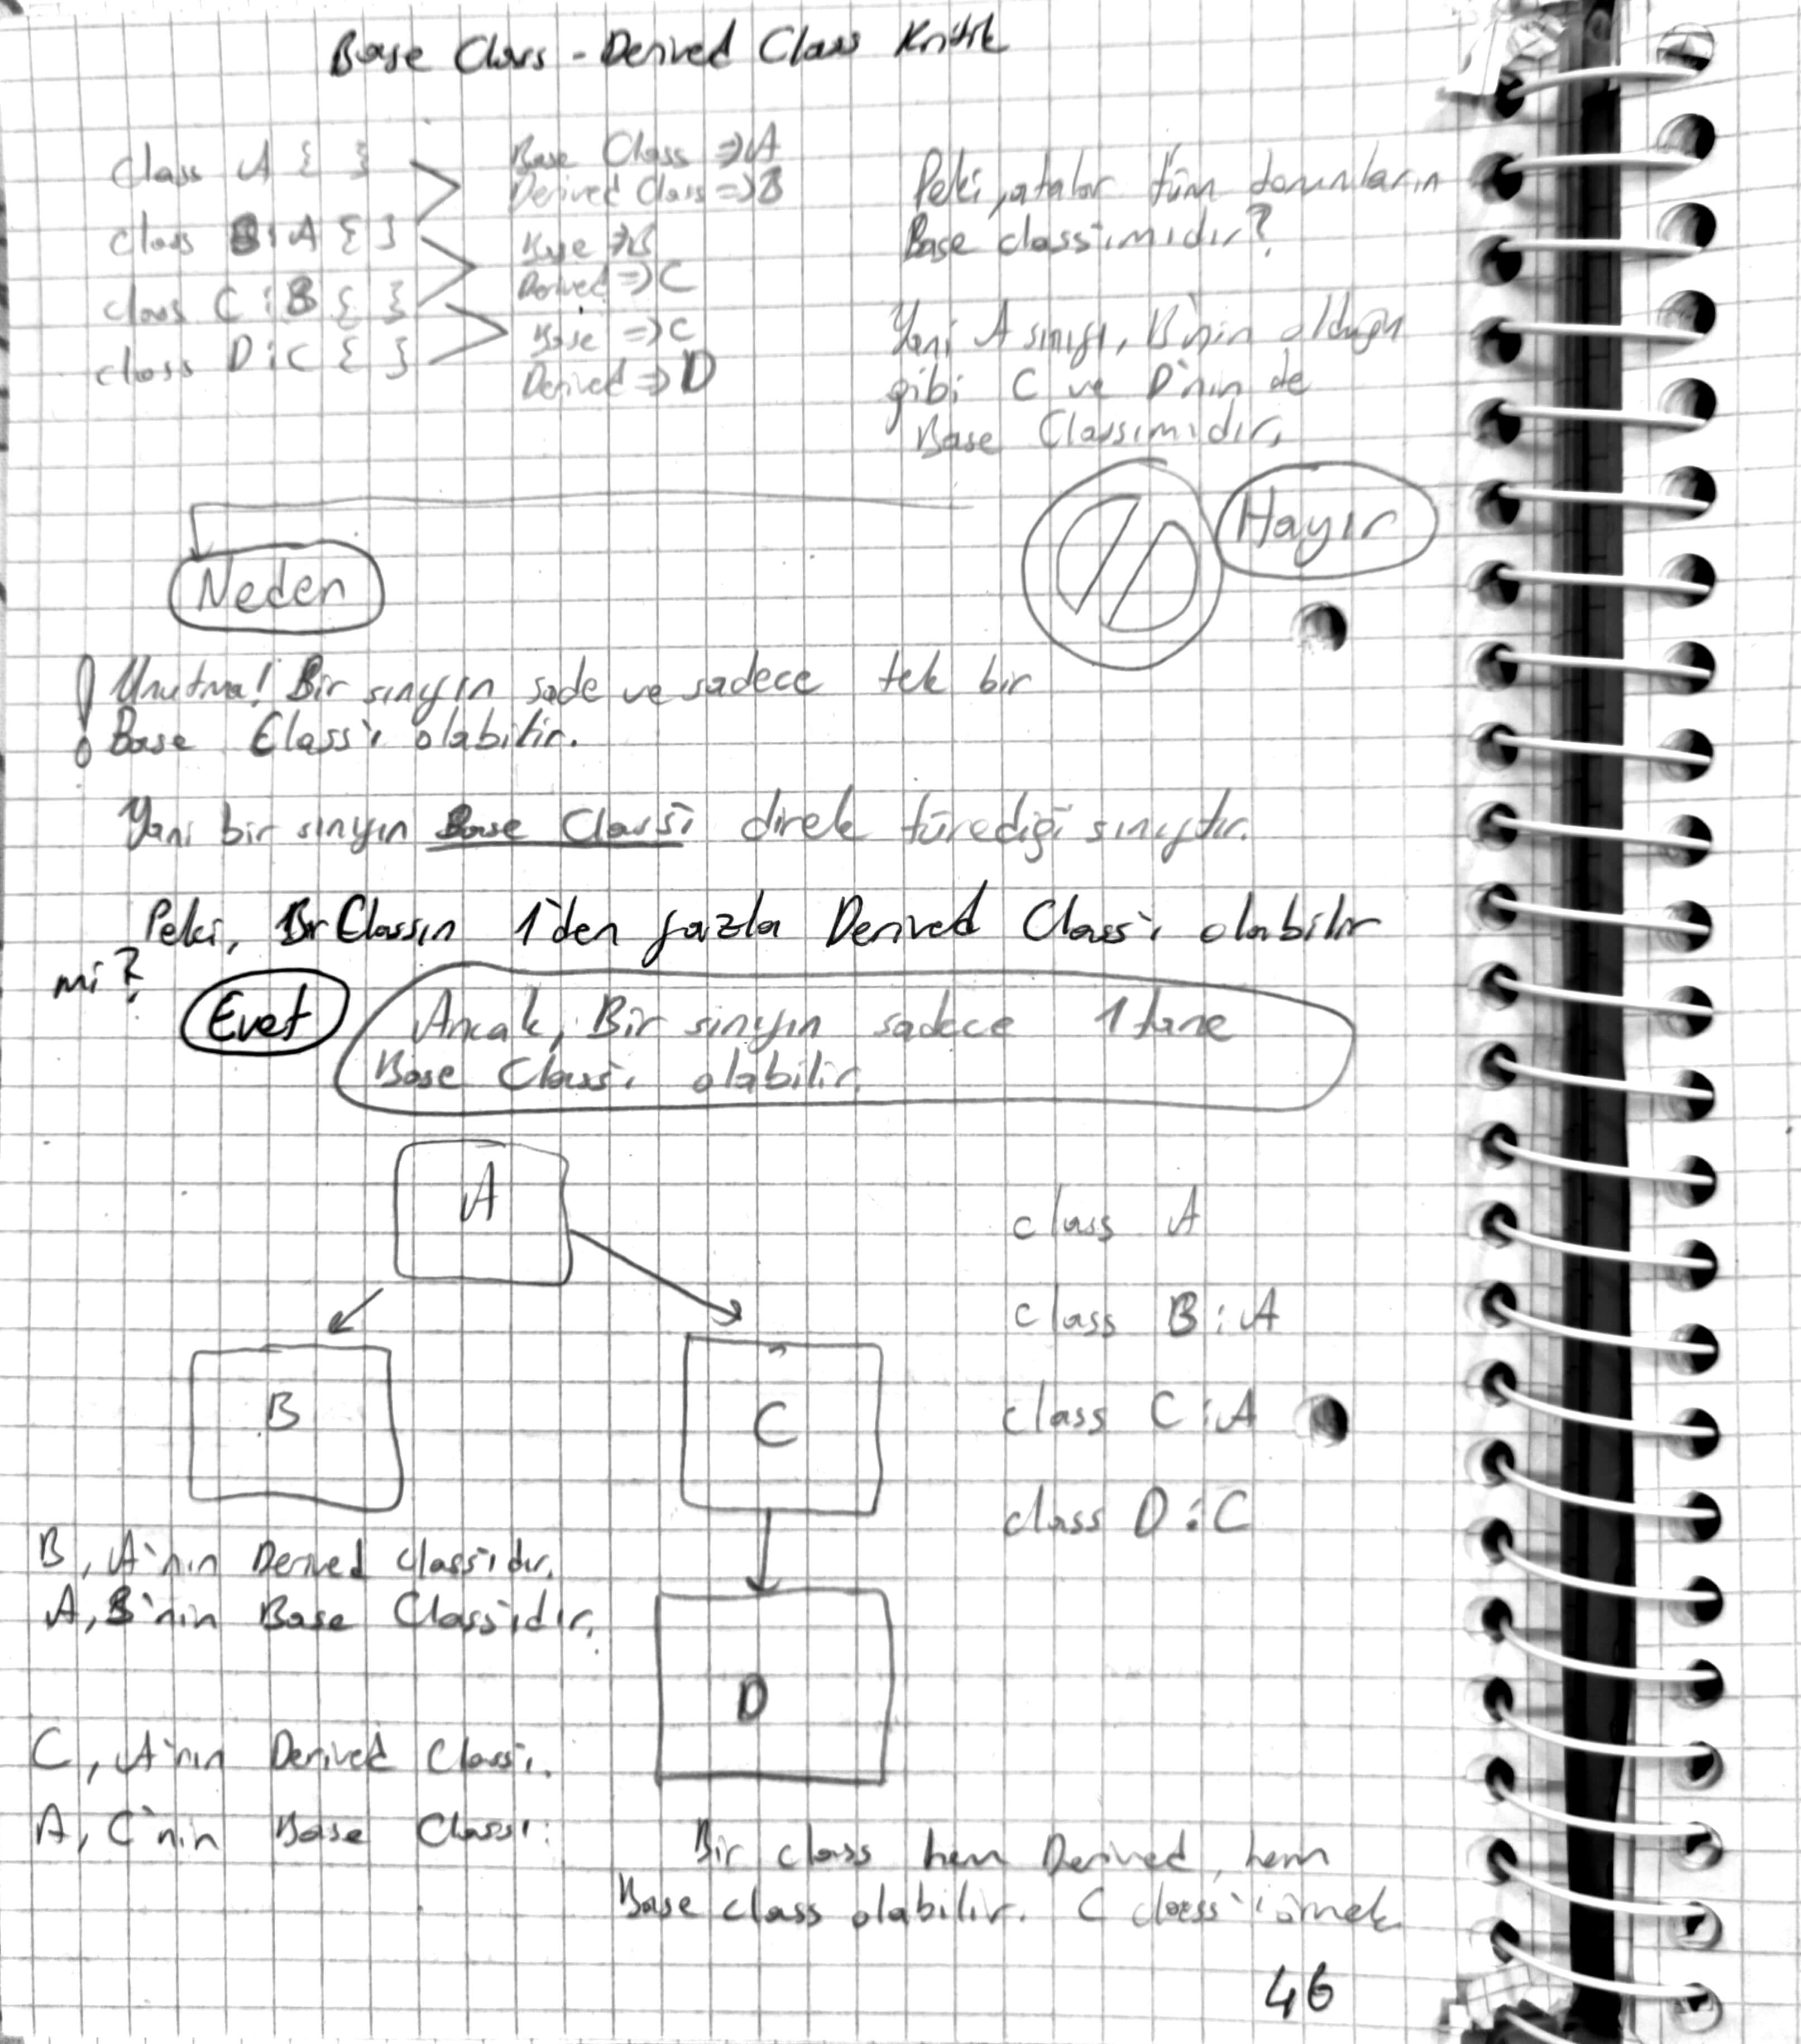 Base Class - Derived Class Kritik
class A { }
class B : A { }
class C : B { }
class D : C { }
Base Class => A
Derived Class => B
Base => B
Derived => C
Base => C
Derived => D
Peki, atalar tüm torunların
Base class'ımıdır?
Yani A sınıfı, B'nin olduğu
gibi C ve D'nin de
Base Classımıdır.
Hayır
Neden
! Unutma! Bir sınıfın sade ve sadece tek bir
Base Class'ı olabilir.
Yani bir sınıfın Base Class'i direk türediği sınıftır.
Peki, Bir Classın 1'den fazla Derived Class'ı olabilir
mi?
Evet
Ancak, Bir sınıfın sadece 1 tane
Base Class'ı olabilir.
A
B
C
D
class A
class B : A
class C : A
class D : C
B, A'nın Derived Class'ıdır.
A, B'nin Base Class'ıdır.
C, A'nın Derived Class'ı.
A, C'nin Base Class'ı.
Bir class hem Derived, hem
Base class olabilir. C class'ı örnek
46